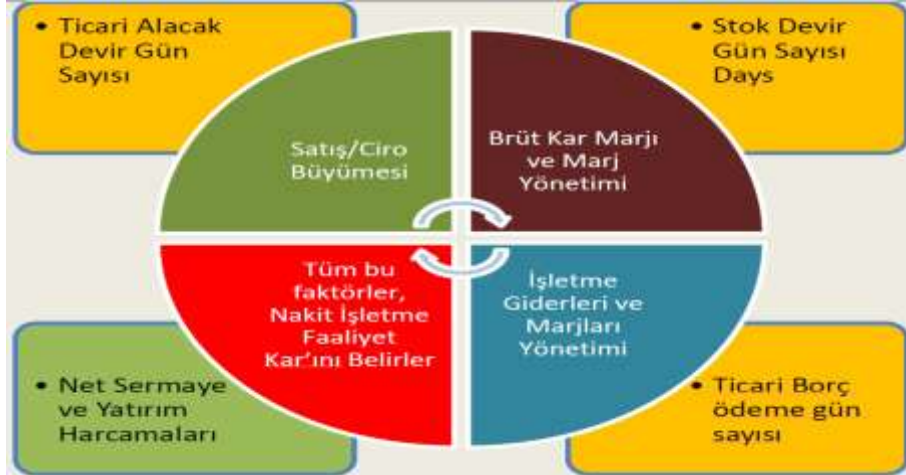 • Ticari Alacak
Devir Gün
Sayısı
• Stok Devir
Gün Sayısı
Days
Satış/Ciro
Büyümesi
Brüt Kar Marjı
ve Marj
Yönetimi
Tüm bu
faktörler,
Nakit İşletme
Faaliyet
Kar'ını Belirler
İşletme
Giderleri ve
Marjları
Yönetimi
• Net Sermaye
ve Yatırım
Harcamaları
• Ticari Borç
ödeme gün
sayısı